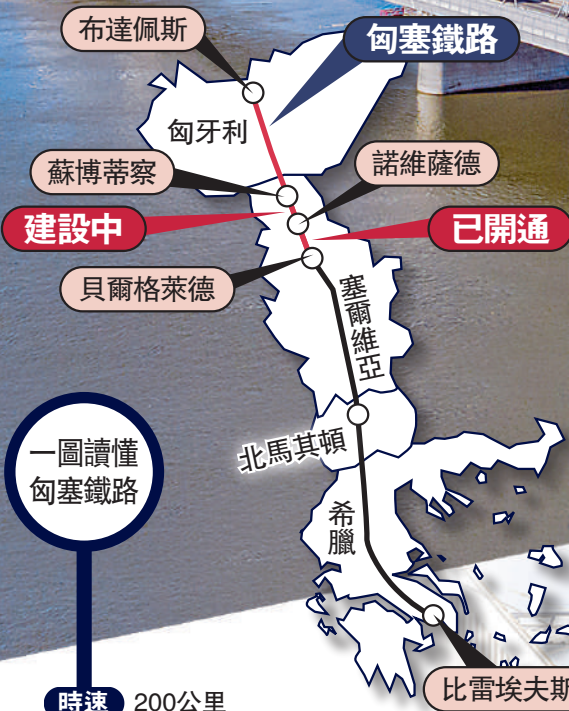 布達佩斯
匈塞鐵路
匈牙利
蘇博蒂察
諾維薩德
建設中
已開通
貝爾格萊德
塞爾維亞
北馬其頓
一圖讀懂
匈塞鐵路
希臘
比雷埃夫斯
時速 200公里